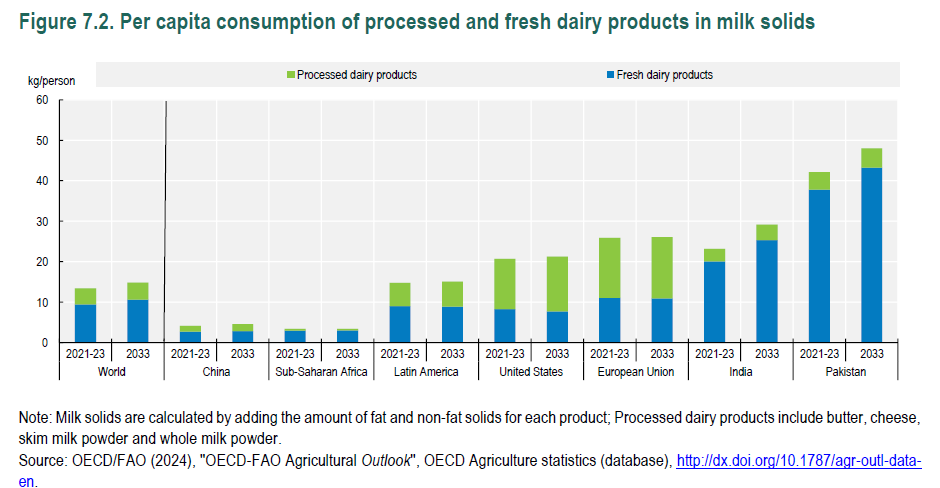 Figure 7.2. Per capita consumption of processed and fresh dairy products in milk solids
Processed dairy products Fresh dairy products
kg/person
60
50
40
30
20
10
0
2021-23 2033 2021-23 2033 2021-23 2033 2021-23 2033 2021-23 2033 2021-23 2033 2021-23 2033 2021-23 2033
World China Sub-Saharan Africa Latin America United States European Union India Pakistan
Note: Milk solids are calculated by adding the amount of fat and non-fat solids for each product; Processed dairy products include butter, cheese,
skim milk powder and whole milk powder.
Source: OECD/FAO (2024), "OECD-FAO Agricultural Outlook", OECD Agriculture statistics (database), http://dx.doi.org/10.1787/agr-outl-data-
en.